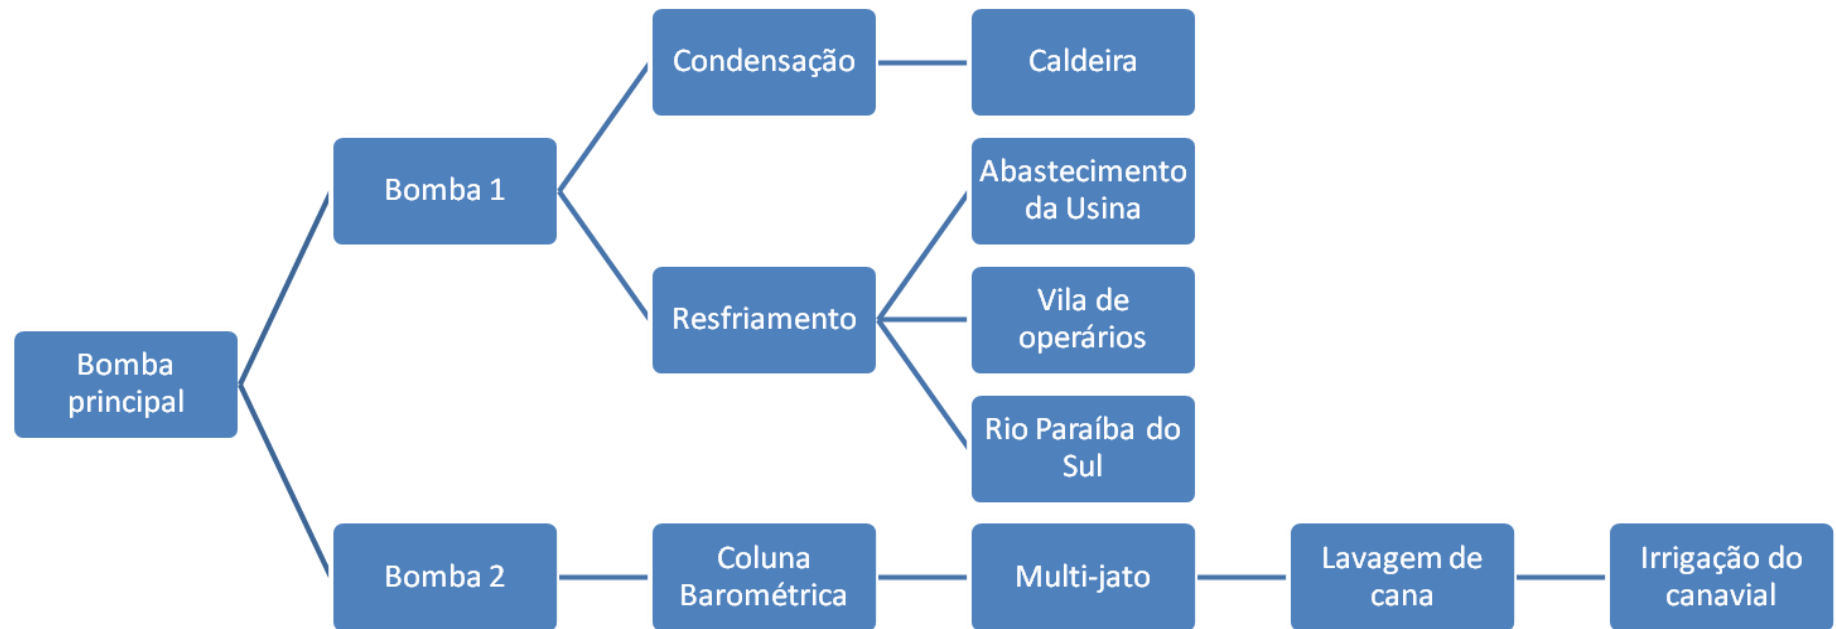 Condensação
Caldeira
Bomba 1
Abastecimento
da Usina
Resfriamento
Vila de
operários
Bomba
principal
Rio Paraíba do
Sul
Bomba 2
Coluna
Barométrica
Multi-jato
Lavagem de
cana
Irrigação do
canavial